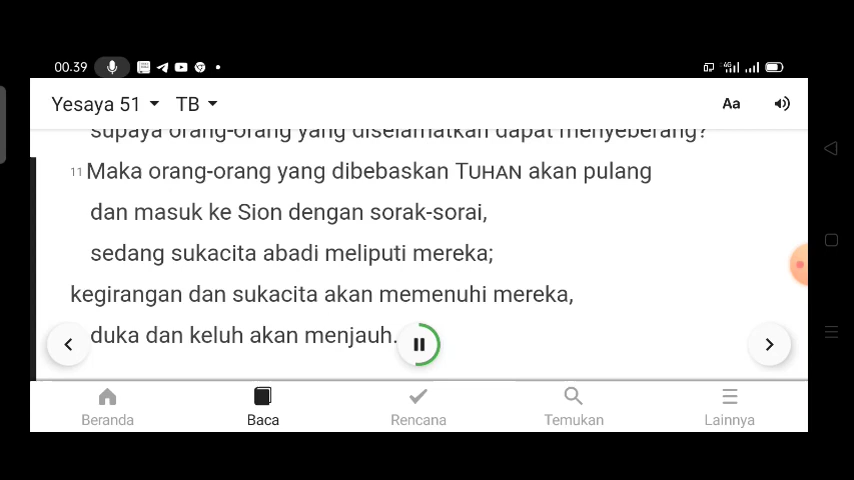 00.39
4G
Yesaya 51 TB Aa
supaya orang-orang yang diselamatkan dapat menyeberang?
11 Maka orang-orang yang dibebaskan TUHAN akan pulang
dan masuk ke Sion dengan sorak-sorai,
sedang sukacita abadi meliputi mereka;
kegirangan dan sukacita akan memenuhi mereka,
duka dan keluh akan menjauh.
Beranda Baca Rencana Temukan Lainnya